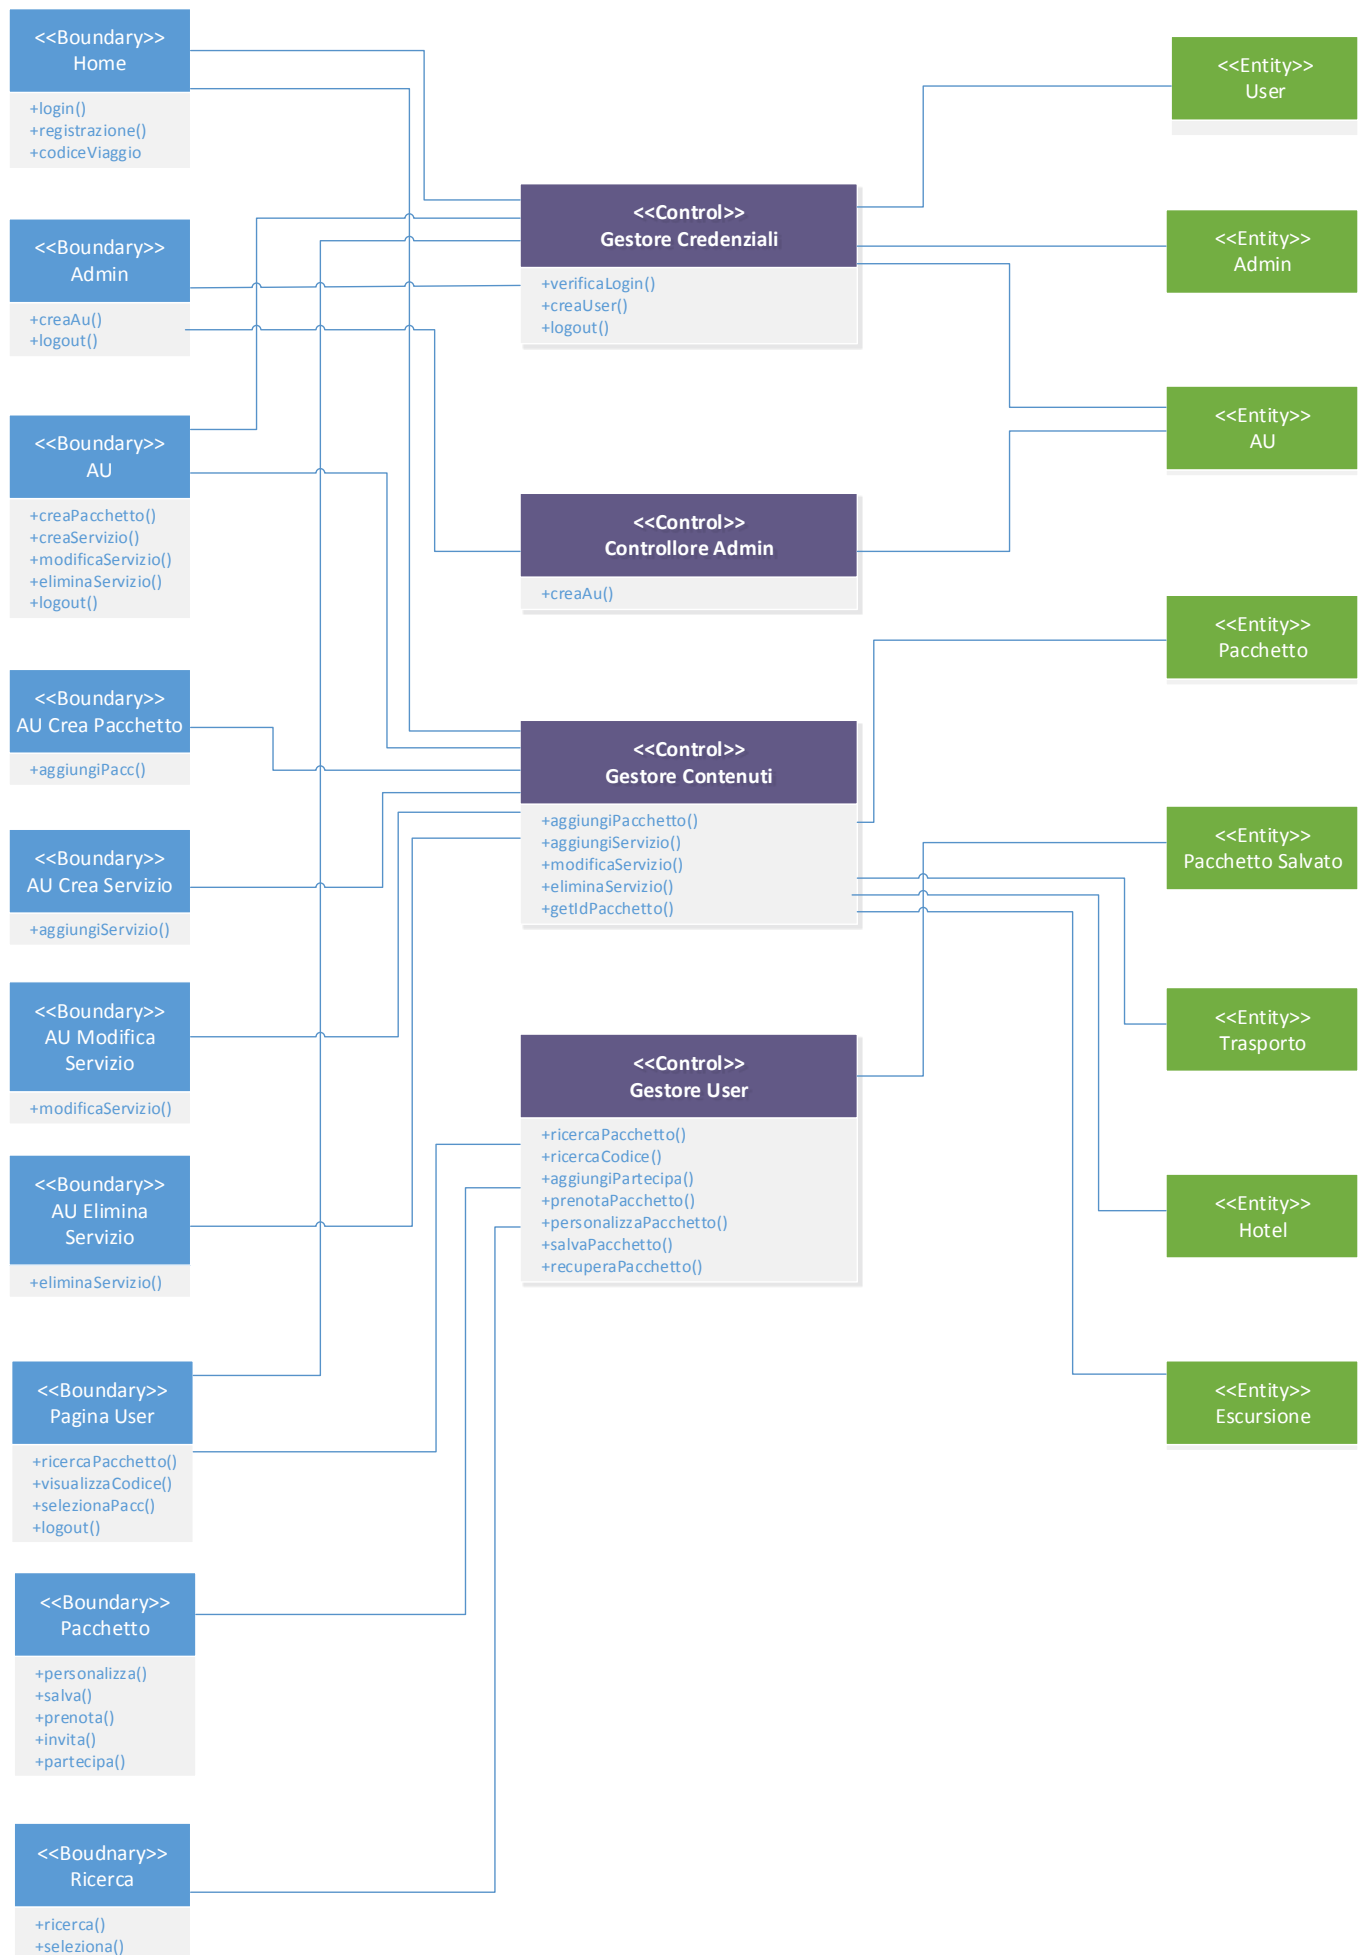 <<Boundary>>
Home
+login()
+registrazione()
+codiceViaggio
<<Boundary>>
Admin
+creaAu()
+logout()
<<Boundary>>
AU
+creaPacchetto()
+creaServizio()
+modificaServizio()
+eliminaServizio()
+logout()
<<Boundary>>
AU Crea Pacchetto
+aggiungiPacc()
<<Boundary>>
AU Crea Servizio
+aggiungiServizio()
<<Boundary>>
AU Modifica
Servizio
+modificaServizio()
<<Boundary>>
AU Elimina
Servizio
+eliminaServizio()
<<Boundary>>
Pagina User
+ricercaPacchetto()
+visualizzaCodice()
+selezionaPacc()
+logout()
<<Boundary>>
Pacchetto
+personalizza()
+salva()
+prenota()
+invita()
+partecipa()
<<Boudnary>>
Ricerca
+ricerca()
+seleziona()
<<Control>>
Gestore Credenziali
+verificaLogin()
+creaUser()
+logout()
<<Control>>
Controllore Admin
+creaAu()
<<Control>>
Gestore Contenuti
+aggiungiPacchetto()
+aggiungiServizio()
+modificaServizio()
+eliminaServizio()
+getIdPacchetto()
<<Control>>
Gestore User
+ricercaPacchetto()
+ricercaCodice()
+aggiungiPartecipa()
+prenotaPacchetto()
+personalizzaPacchetto()
+salvaPacchetto()
+recuperaPacchetto()
<<Entity>>
User
<<Entity>>
Admin
<<Entity>>
AU
<<Entity>>
Pacchetto
<<Entity>>
Pacchetto Salvato
<<Entity>>
Trasporto
<<Entity>>
Hotel
<<Entity>>
Escursione